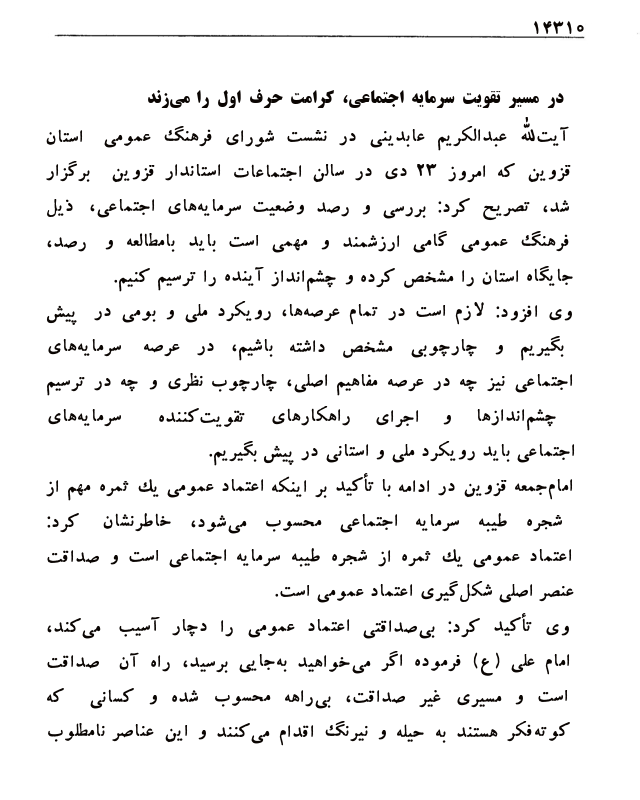 ۱۴۳۱۰
در مسیر تقویت سرمایه اجتماعی، کرامت حرف اول را می‌زند
آیت‌الله عبدالکریم عابدینی در نشست شورای فرهنگ عمومی استان
قزوین که امروز ۲۳ دی در سالن اجتماعات استاندار قزوین برگزار
شد، تصریح کرد: بررسی و رصد وضعیت سرمایه‌های اجتماعی، ذیل
فرهنگ عمومی گامی ارزشمند و مهمی است باید بامطالعه و رصد،
جایگاه استان را مشخص کرده و چشم‌انداز آینده را ترسیم کنیم.
وی افزود: لازم است در تمام عرصه‌ها، رویکرد ملی و بومی در پیش
بگیریم و چارچوبی مشخص داشته باشیم، در عرصه سرمایه‌های
اجتماعی نیز چه در عرصه مفاهیم اصلی، چارچوب نظری و چه در ترسیم
چشم‌اندازها و اجرای راهکارهای تقویت‌کننده سرمایه‌های
اجتماعی باید رویکرد ملی و استانی در پیش بگیریم.
امام‌جمعه قزوین در ادامه با تأکید بر اینکه اعتماد عمومی یك ثمره مهم از
شجره طیبه سرمایه اجتماعی محسوب می‌شود، خاطرنشان کرد:
اعتماد عمومی یك ثمره از شجره طیبه سرمایه اجتماعی است و صداقت
عنصر اصلی شکل‌گیری اعتماد عمومی است.
وی تأکید کرد: بی‌صداقتی اعتماد عمومی را دچار آسیب می‌کند،
امام علی (ع) فرموده اگر می‌خواهید به‌جایی برسید، راه آن صداقت
است و مسیری غیر صداقت، بی‌راهه محسوب شده و کسانی که
کوته‌فکر هستند به حیله و نیرنگ اقدام می‌کنند و این عناصر نامطلوب